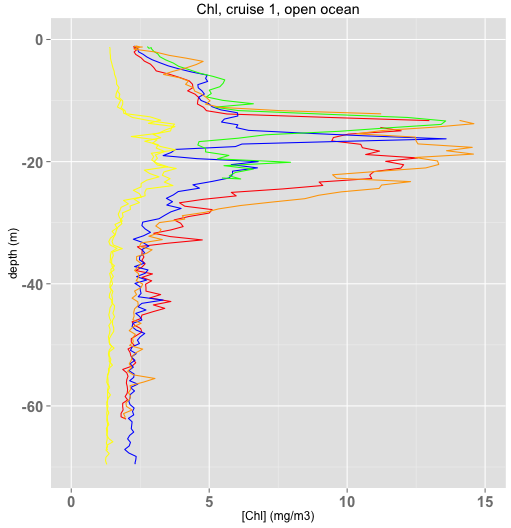 Chl, cruise 1, open ocean
0
-20
-40
-60
depth (m)
0 5 10 15
[Chl] (mg/m3)